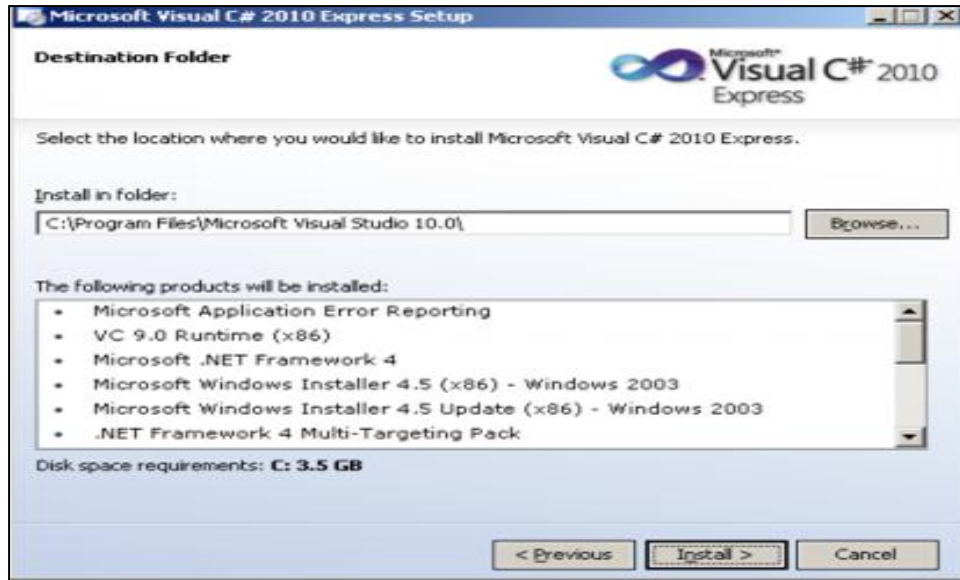 Microsoft Visual C# 2010 Express Setup
Destination Folder
Microsoft®
Visual C# 2010
Express
Select the location where you would like to install Microsoft Visual C# 2010 Express.
Install in folder:
C:\Program Files\Microsoft Visual Studio 10.0\
Browse...
The following products will be installed:
• Microsoft Application Error Reporting
• VC 9.0 Runtime (x86)
• Microsoft .NET Framework 4
• Microsoft Windows Installer 4.5 (x86) - Windows 2003
• Microsoft Windows Installer 4.5 Update (x86) - Windows 2003
• .NET Framework 4 Multi-Targeting Pack
Disk space requirements: C: 3.5 GB
< Previous Install > Cancel